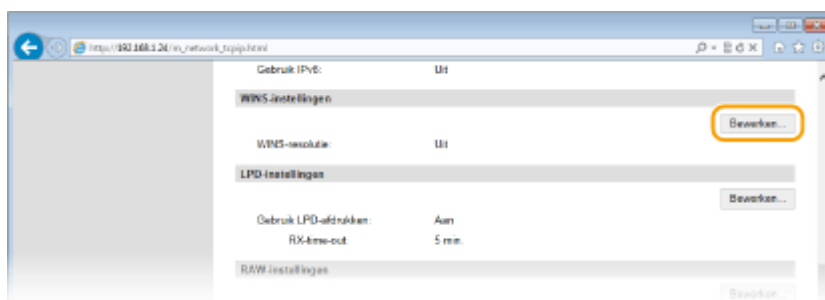 http://192.168.1.24/m_network_tcpip.html
Gebruik IPv6: Uit
WINS-instellingen
Bewerken...
WINS-resolutie: Uit
LPD-instellingen
Bewerken...
Gebruik LPD-afdrukken: Aan
RX-time-out 5 min.
RAW-instellingen
Bewerken...